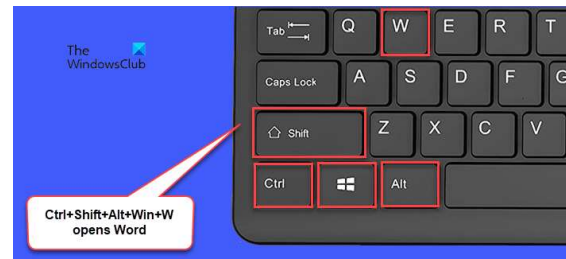 The
WindowsClub
Tab Q W E R T
Caps Lock A S D F G
Shift Z X C V
Ctrl Alt
Ctrl+Shift+Alt+Win+W
opens Word